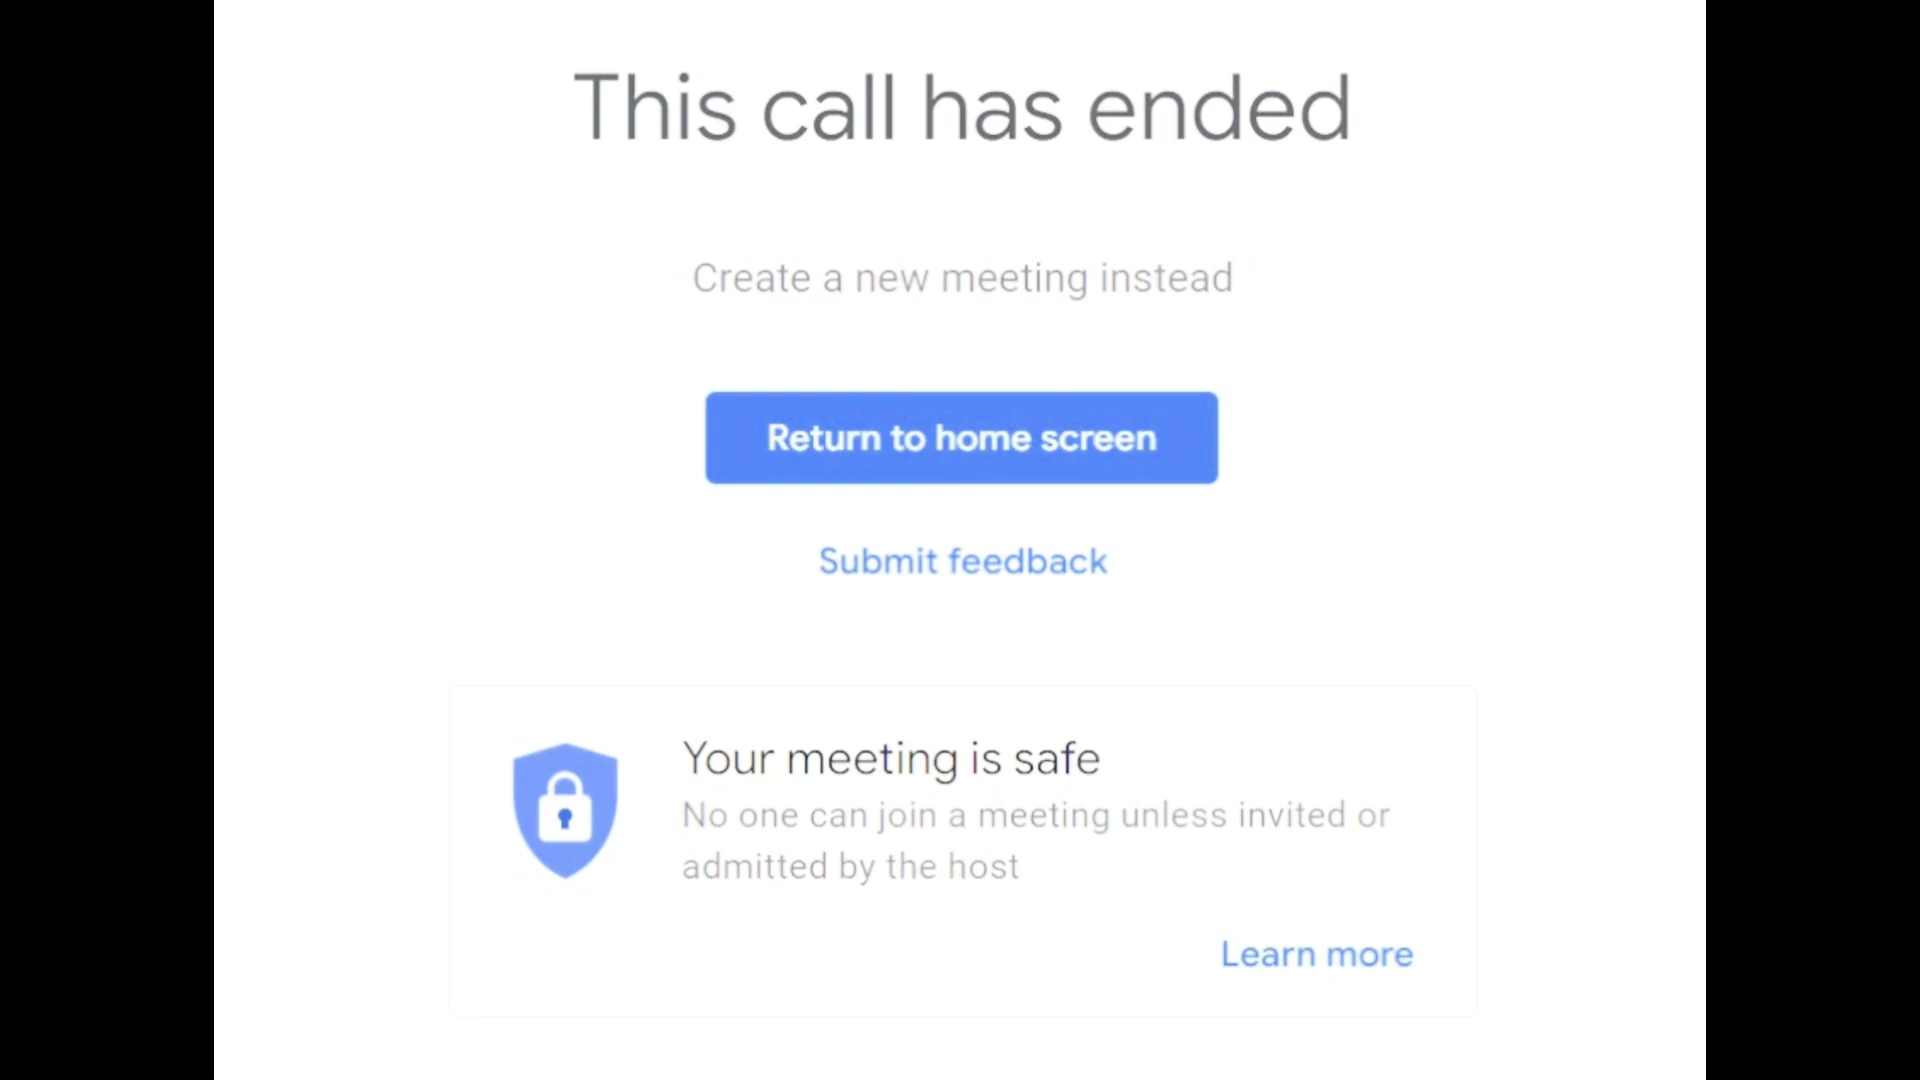 This call has ended
Create a new meeting instead
Return to home screen
Submit feedback
Your meeting is safe
No one can join a meeting unless invited or
admitted by the host
Learn more